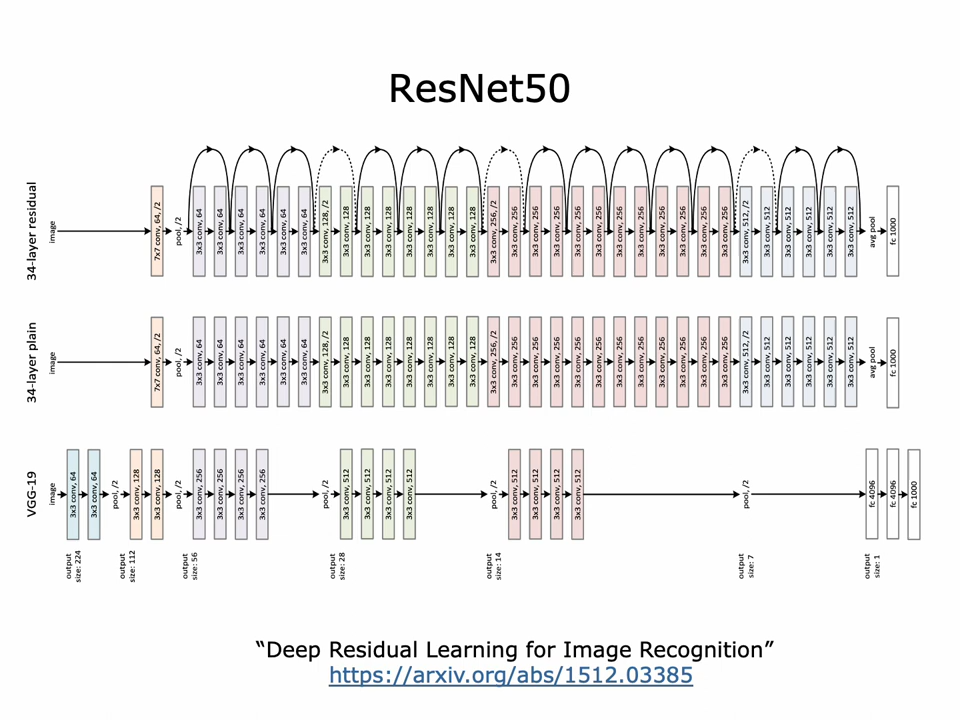 ResNet50
34-layer residual
image
7x7 conv, 64, /2
pool, /2
3x3 conv, 64
3x3 conv, 64
3x3 conv, 64
3x3 conv, 64
3x3 conv, 64
3x3 conv, 64
3x3 conv, 128, /2
3x3 conv, 128
3x3 conv, 128
3x3 conv, 128
3x3 conv, 128
3x3 conv, 128
3x3 conv, 128
3x3 conv, 128
3x3 conv, 256, /2
3x3 conv, 256
3x3 conv, 256
3x3 conv, 256
3x3 conv, 256
3x3 conv, 256
3x3 conv, 256
3x3 conv, 256
3x3 conv, 256
3x3 conv, 256
3x3 conv, 256
3x3 conv, 256
3x3 conv, 512, /2
3x3 conv, 512
3x3 conv, 512
3x3 conv, 512
3x3 conv, 512
3x3 conv, 512
avg pool
fc 1000
34-layer plain
image
7x7 conv, 64, /2
pool, /2
3x3 conv, 64
3x3 conv, 64
3x3 conv, 64
3x3 conv, 64
3x3 conv, 64
3x3 conv, 64
3x3 conv, 128, /2
3x3 conv, 128
3x3 conv, 128
3x3 conv, 128
3x3 conv, 128
3x3 conv, 128
3x3 conv, 128
3x3 conv, 128
3x3 conv, 256, /2
3x3 conv, 256
3x3 conv, 256
3x3 conv, 256
3x3 conv, 256
3x3 conv, 256
3x3 conv, 256
3x3 conv, 256
3x3 conv, 256
3x3 conv, 256
3x3 conv, 256
3x3 conv, 256
3x3 conv, 512, /2
3x3 conv, 512
3x3 conv, 512
3x3 conv, 512
3x3 conv, 512
3x3 conv, 512
avg pool
fc 1000
VGG-19
image
3x3 conv, 64
3x3 conv, 64
pool, /2
3x3 conv, 128
3x3 conv, 128
pool, /2
3x3 conv, 256
3x3 conv, 256
3x3 conv, 256
3x3 conv, 256
pool, /2
3x3 conv, 512
3x3 conv, 512
3x3 conv, 512
3x3 conv, 512
pool, /2
3x3 conv, 512
3x3 conv, 512
3x3 conv, 512
3x3 conv, 512
pool, /2
fc 4096
fc 4096
fc 1000
output
size: 224
output
size: 112
output
size: 56
output
size: 28
output
size: 14
output
size: 7
output
size: 1
“Deep Residual Learning for Image Recognition”
https://arxiv.org/abs/1512.03385